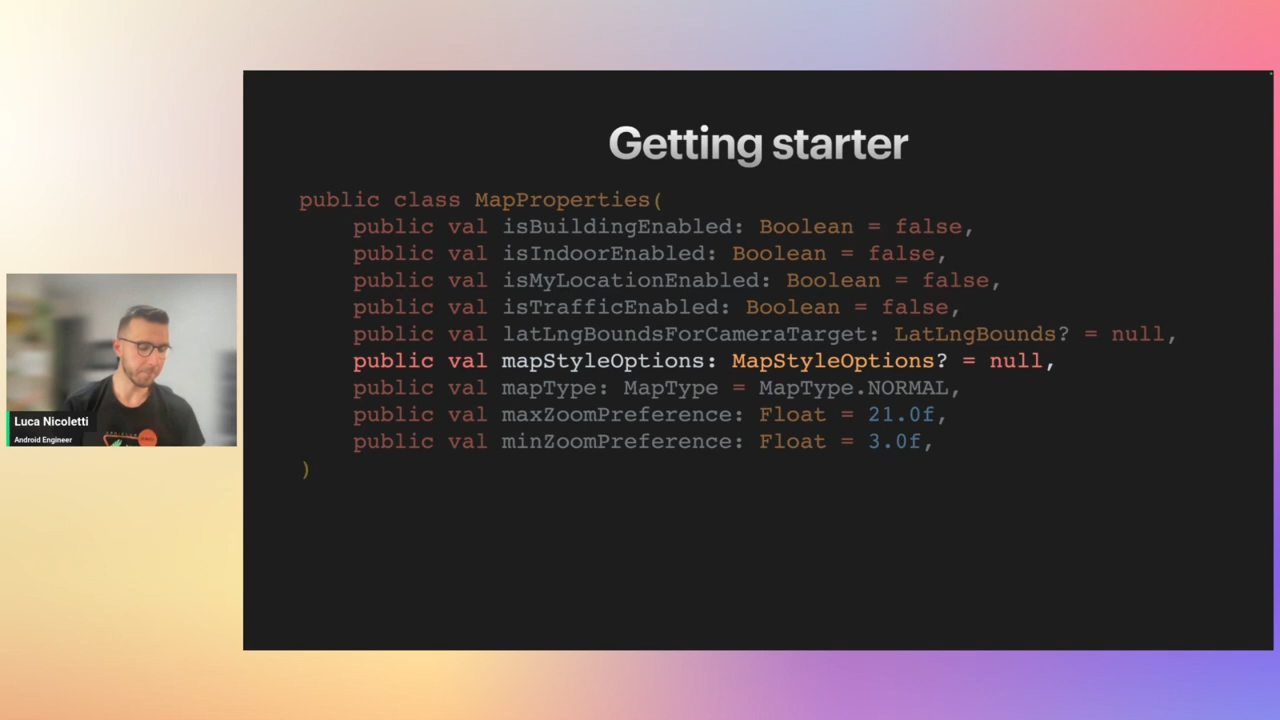 Getting starter
public class MapProperties(
public val isBuildingEnabled: Boolean = false,
public val isIndoorEnabled: Boolean = false,
public val isMyLocationEnabled: Boolean = false,
public val isTrafficEnabled: Boolean = false,
public val latLngBoundsForCameraTarget: LatLngBounds? = null,
public val mapStyleOptions: MapStyleOptions? = null,
public val mapType: MapType = MapType.NORMAL,
public val maxZoomPreference: Float = 21.0f,
public val minZoomPreference: Float = 3.0f,
)
Luca Nicoletti
Android Engineer